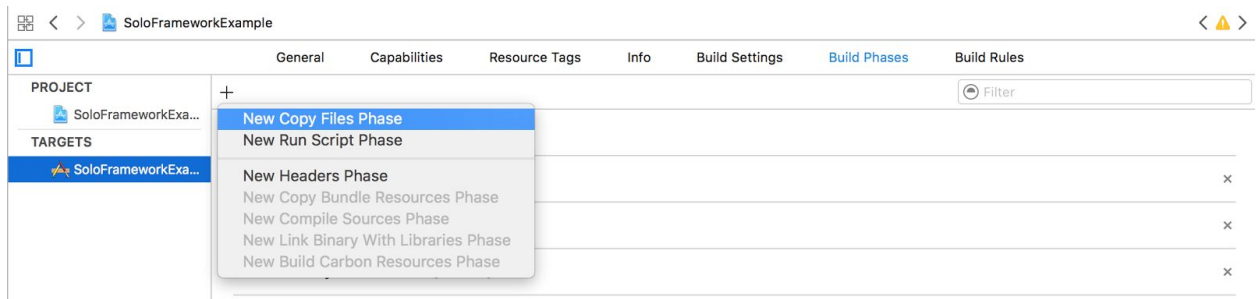 SoloFrameworkExample
General Capabilities Resource Tags Info Build Settings Build Phases Build Rules
PROJECT
+
Filter
SoloFrameworkExa...
TARGETS
SoloFrameworkExa...
New Copy Files Phase
New Run Script Phase
New Headers Phase
New Copy Bundle Resources Phase
New Compile Sources Phase
New Link Binary With Libraries Phase
New Build Carbon Resources Phase